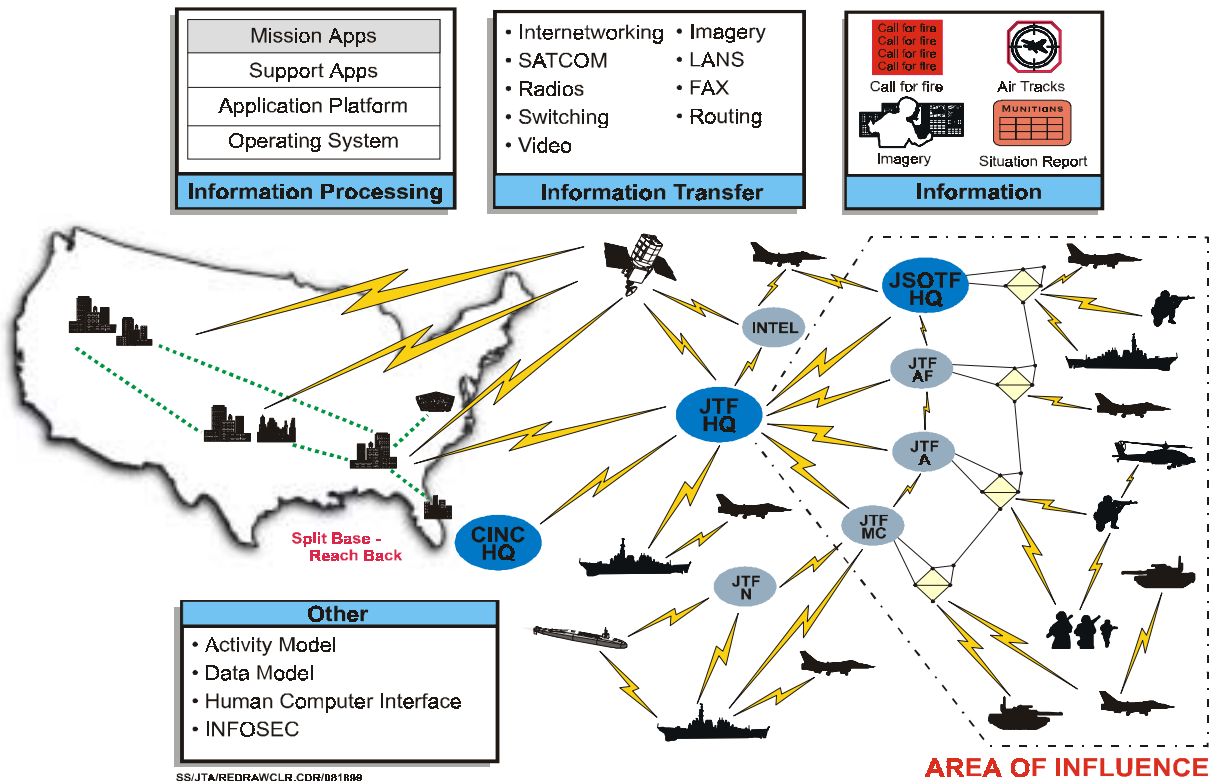 Mission Apps
Support Apps
Application Platform
Operating System
Information Processing
• Internetworking
• SATCOM
• Radios
• Switching
• Video
• Imagery
• LANS
• FAX
• Routing
Information Transfer
Call for fire
Call for fire
Call for fire
Call for fire
Call for fire
Air Tracks
Imagery
MUNITIONS
Situation Report
Information
JSOTF
HQ
INTEL
JTF
AF
JTF
HQ
JTF
A
JTF
MC
CINC
HQ
JTF
N
Split Base -
Reach Back
Other
• Activity Model
• Data Model
• Human Computer Interface
• INFOSEC
AREA OF INFLUENCE
SS/JTA/REDRAWCLR.CDR/081899